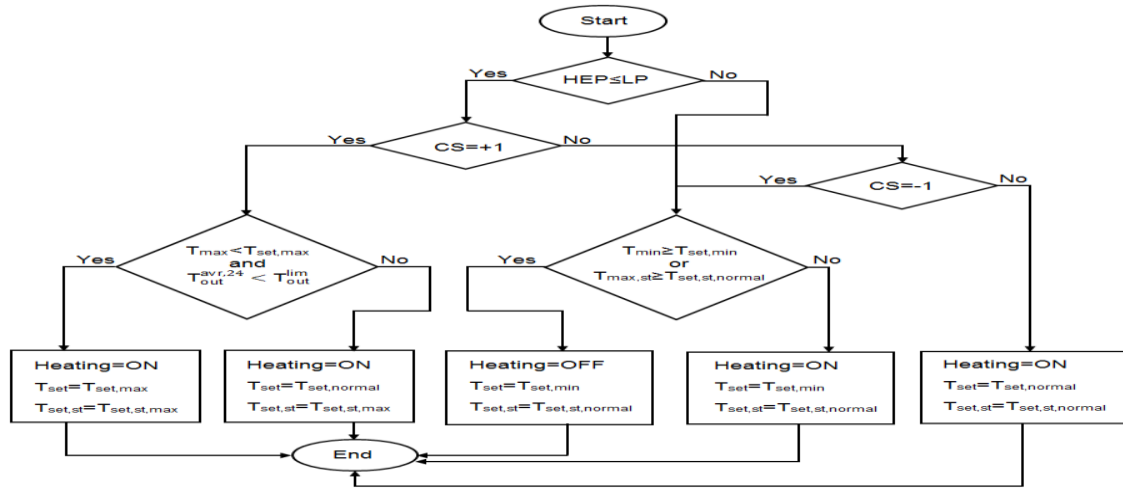 Start
HEP≤LP
Yes
No
CS=+1
Yes
No
CS=-1
Yes
No
Tmax<Tset,max
and
Tout^avr,24 < Tout^lim
Yes
No
Tmin≥Tset,min
or
Tmax,st≥Tset,st,normal
Yes
No
Heating=ON
Tset=Tset,max
Tset,st=Tset,st,max
Heating=ON
Tset=Tset,normal
Tset,st=Tset,st,max
Heating=OFF
Tset=Tset,min
Tset,st=Tset,st,normal
Heating=ON
Tset=Tset,min
Tset,st=Tset,st,normal
Heating=ON
Tset=Tset,normal
Tset,st=Tset,st,normal
End